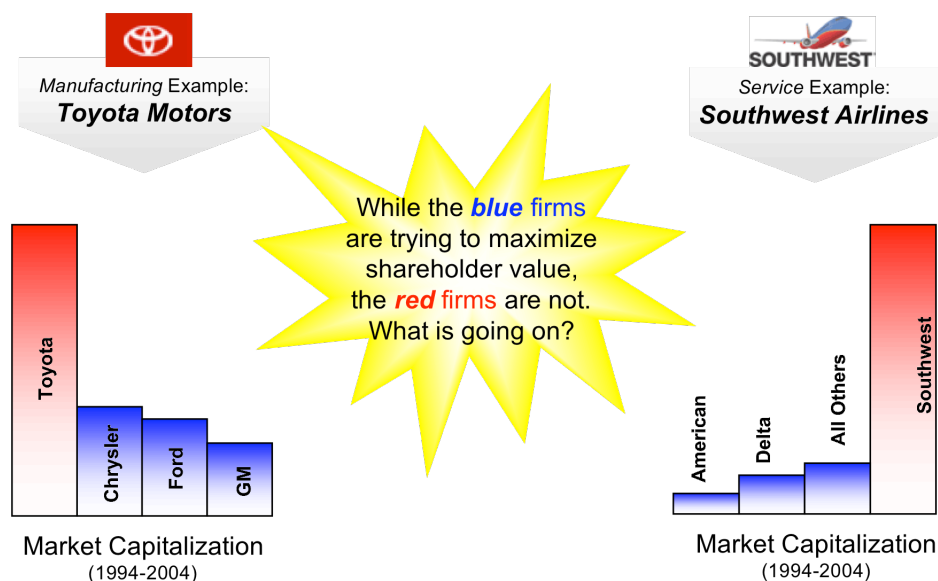 Manufacturing Example:
Toyota Motors
SOUTHWEST
Service Example:
Southwest Airlines
While the blue firms
are trying to maximize
shareholder value,
the red firms are not.
What is going on?
Toyota
Chrysler
Ford
GM
Market Capitalization
(1994-2004)
American
Delta
All Others
Southwest
Market Capitalization
(1994-2004)